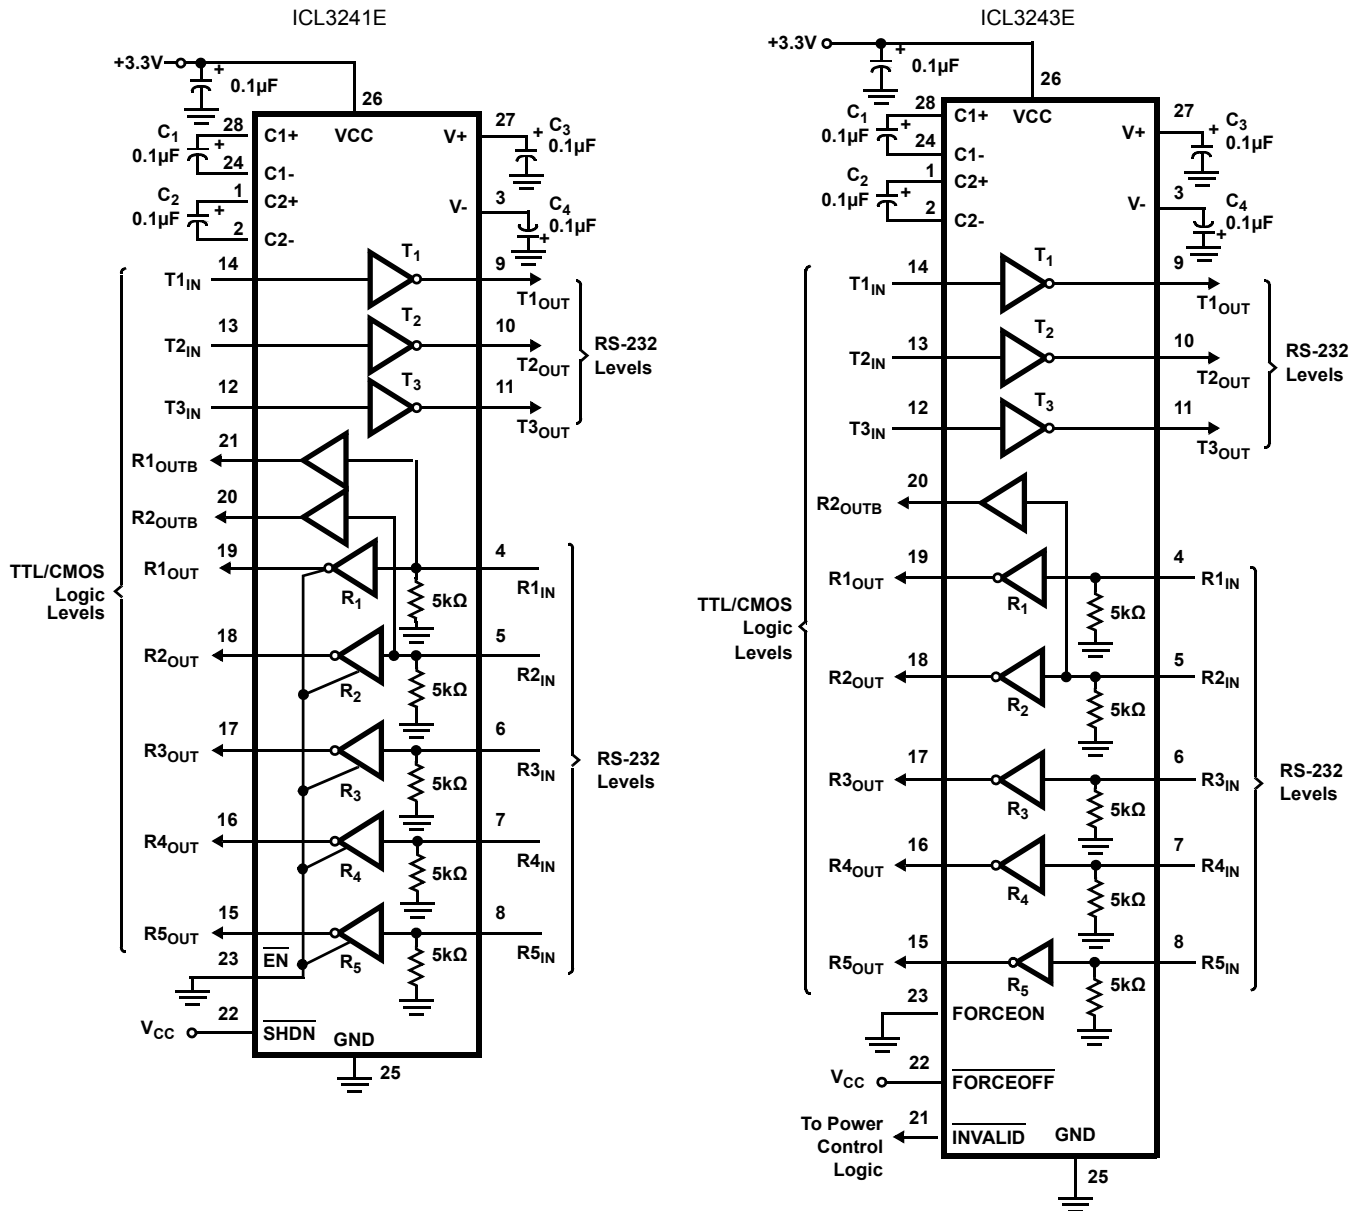 ICL3241E
+3.3V
+
0.1µF
26
C1
0.1µF
+
28
C1+
VCC
V+
27
+
C3
0.1µF
24
C1-
C2
0.1µF
+
1
C2+
V-
3
C4
0.1µF
+
2
C2-
T1IN
14
T1
9
T1OUT
T2IN
13
T2
10
T2OUT
RS-232
Levels
T3IN
12
T3
11
T3OUT
R1OUTB
21
R2OUTB
20
TTL/CMOS
Logic
Levels
R1OUT
19
R1
5kΩ
4
R1IN
R2OUT
18
R2
5kΩ
5
R2IN
R3OUT
17
R3
5kΩ
6
R3IN
RS-232
Levels
R4OUT
16
R4
5kΩ
7
R4IN
R5OUT
15
R5
5kΩ
8
R5IN
23
EN
VCC
22
SHDN
GND
25
ICL3243E
+3.3V
+
0.1µF
26
C1
0.1µF
+
28
C1+
VCC
V+
27
+
C3
0.1µF
24
C1-
C2
0.1µF
+
1
C2+
V-
3
C4
0.1µF
+
2
C2-
T1IN
14
T1
9
T1OUT
T2IN
13
T2
10
T2OUT
RS-232
Levels
T3IN
12
T3
11
T3OUT
R2OUTB
20
TTL/CMOS
Logic
Levels
R1OUT
19
R1
5kΩ
4
R1IN
R2OUT
18
R2
5kΩ
5
R2IN
R3OUT
17
R3
5kΩ
6
R3IN
RS-232
Levels
R4OUT
16
R4
5kΩ
7
R4IN
R5OUT
15
R5
5kΩ
8
R5IN
23
FORCEON
VCC
22
FORCEOFF
To Power
Control
Logic
21
INVALID
GND
25